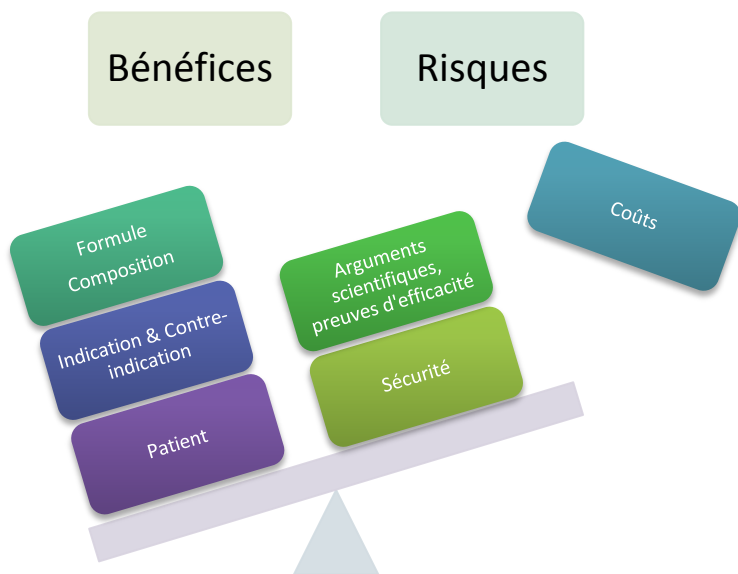 Bénéfices
Risques
Formule
Composition
Indication & Contre-
indication
Patient
Arguments
scientifiques,
preuves d'efficacité
Sécurité
Coûts